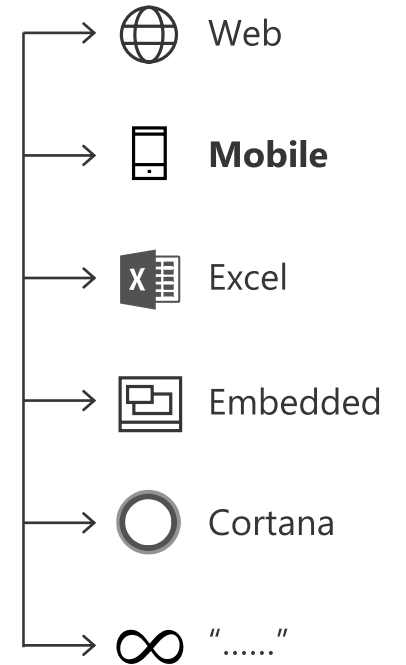 Web
Mobile
X
Excel
Embedded
Cortana
“......”